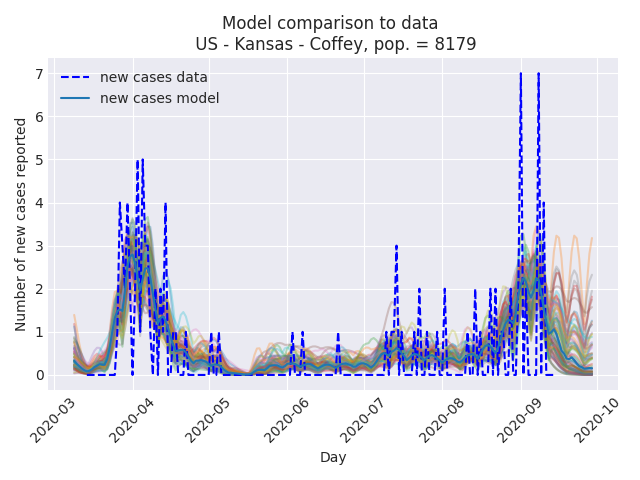 Model comparison to data
US - Kansas - Coffey, pop. = 8179
new cases data
new cases model
Number of new cases reported
7
6
5
4
3
2
1
0
2020-03
2020-04
2020-05
2020-06
2020-07
2020-08
2020-09
2020-10
Day